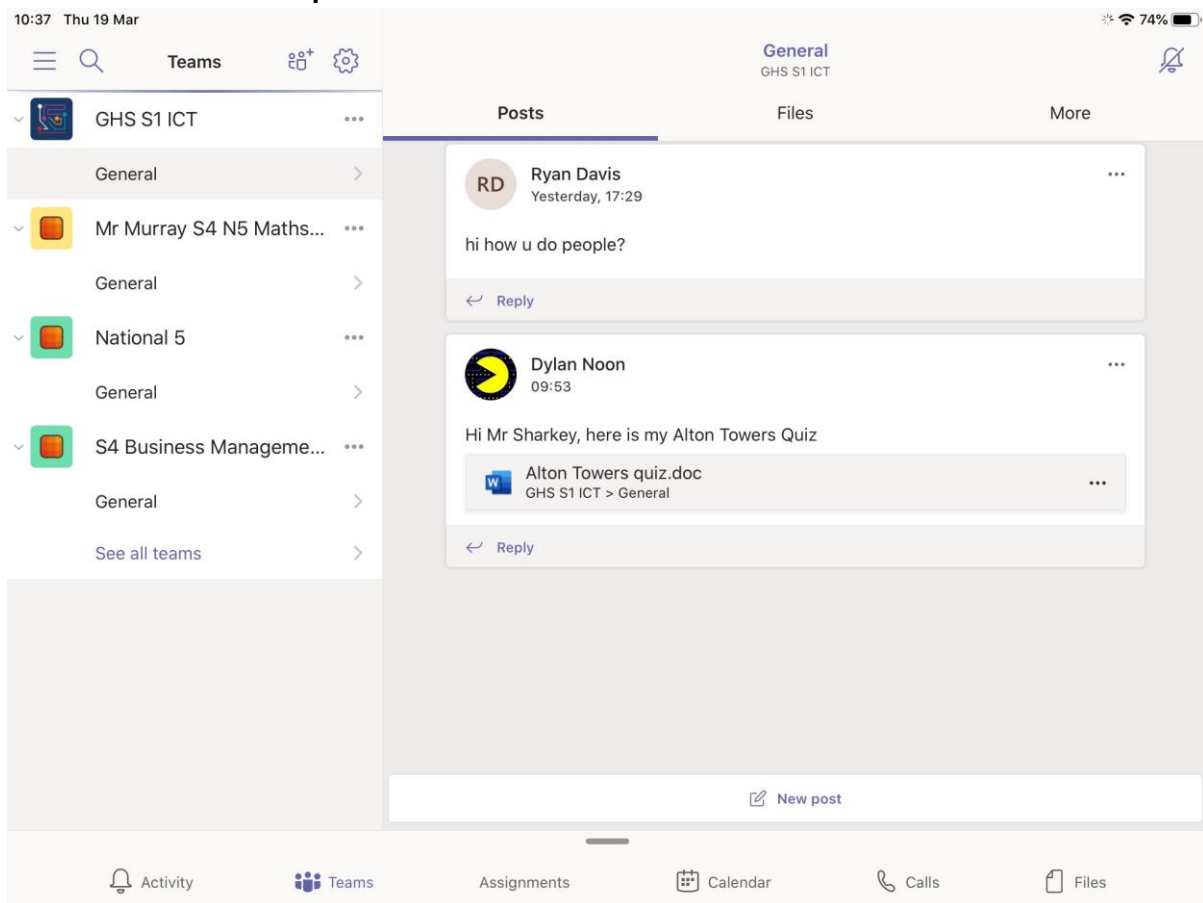 10:37 Thu 19 Mar
74%
Teams
General
GHS S1 ICT
Posts
Files
More
GHS S1 ICT
General
Mr Murray S4 N5 Maths...
General
National 5
General
S4 Business Manageme...
General
See all teams
RD
Ryan Davis
Yesterday, 17:29
hi how u do people?
Reply
Dylan Noon
09:53
Hi Mr Sharkey, here is my Alton Towers Quiz
W
Alton Towers quiz.doc
GHS S1 ICT > General
Reply
New post
Activity
Teams
Assignments
Calendar
Calls
Files